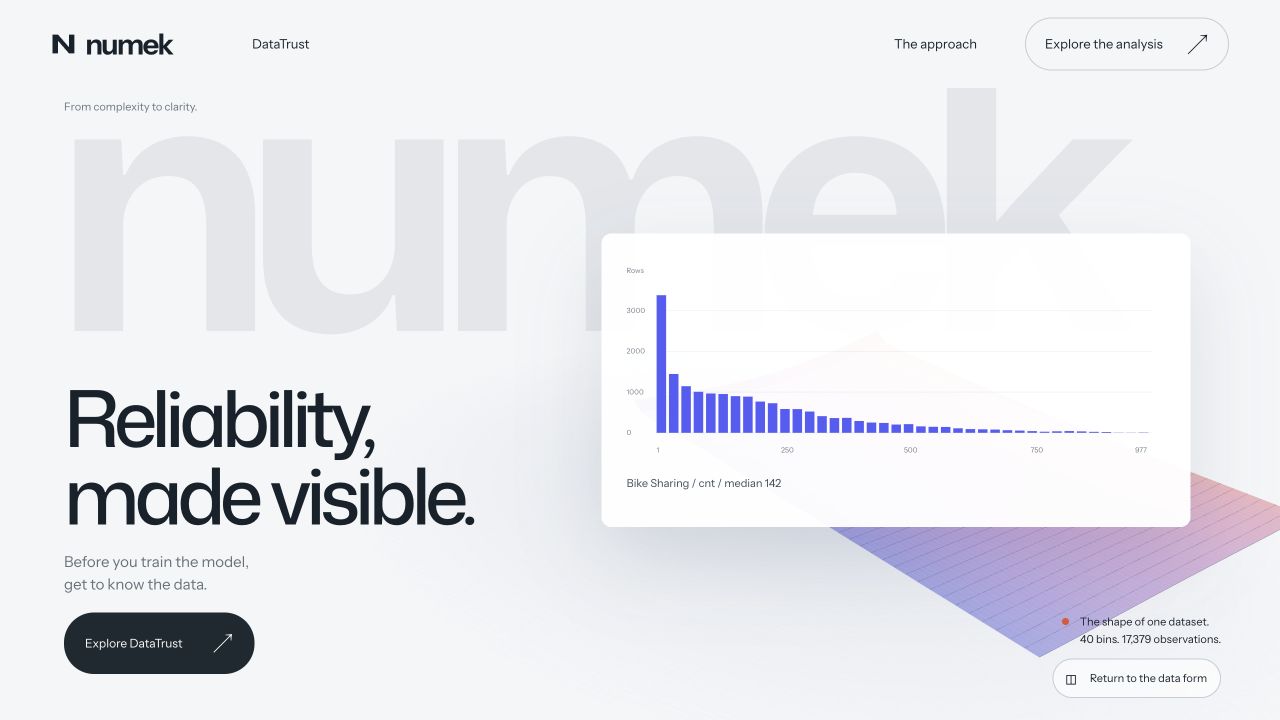 N numek
DataTrust
The approach
Explore the analysis
From complexity to clarity.
numek
Rows
3000
2000
1000
0
1 250 500 750 977
Bike Sharing / cnt / median 142
Reliability,
made visible.
Before you train the model,
get to know the data.
Explore DataTrust
The shape of one dataset.
40 bins. 17,379 observations.
Return to the data form